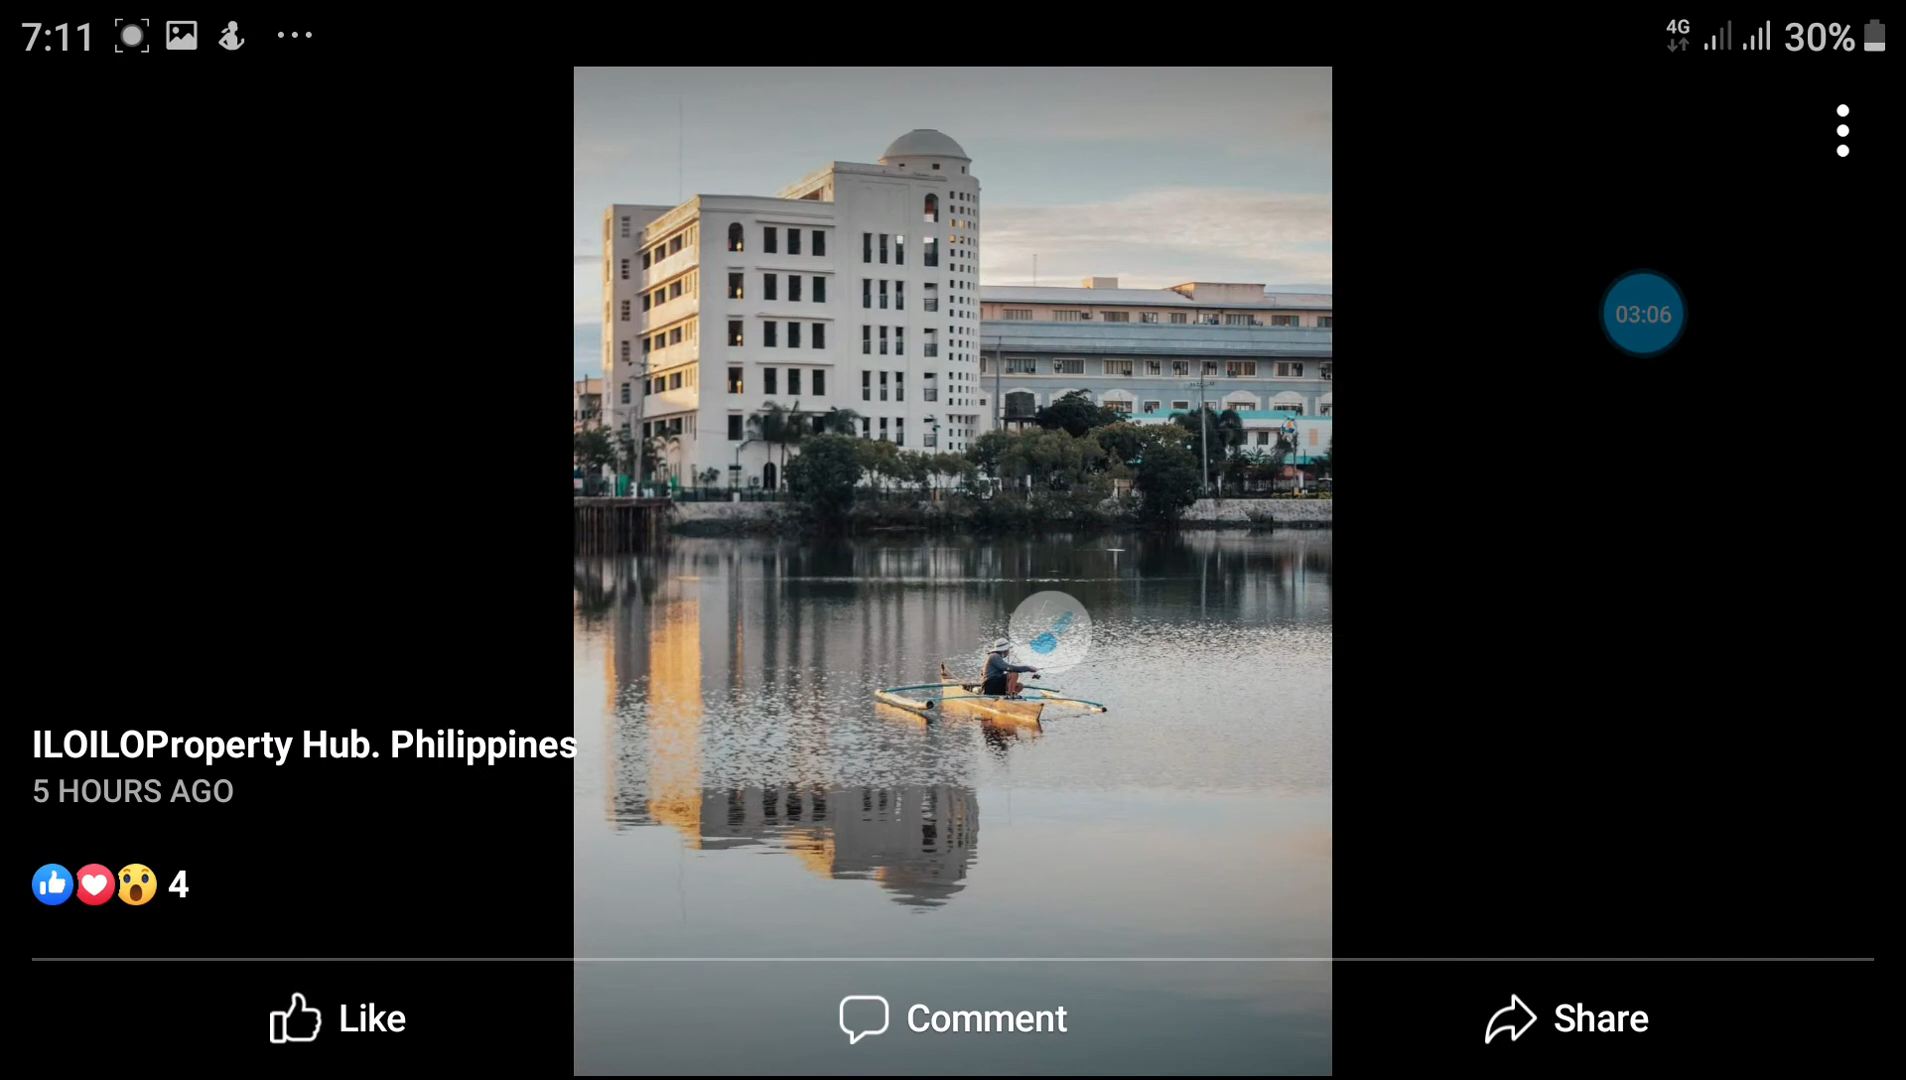 7:11
4G
30%
03:06
ILOILOProperty Hub. Philippines
5 HOURS AGO
4
Like
Comment
Share